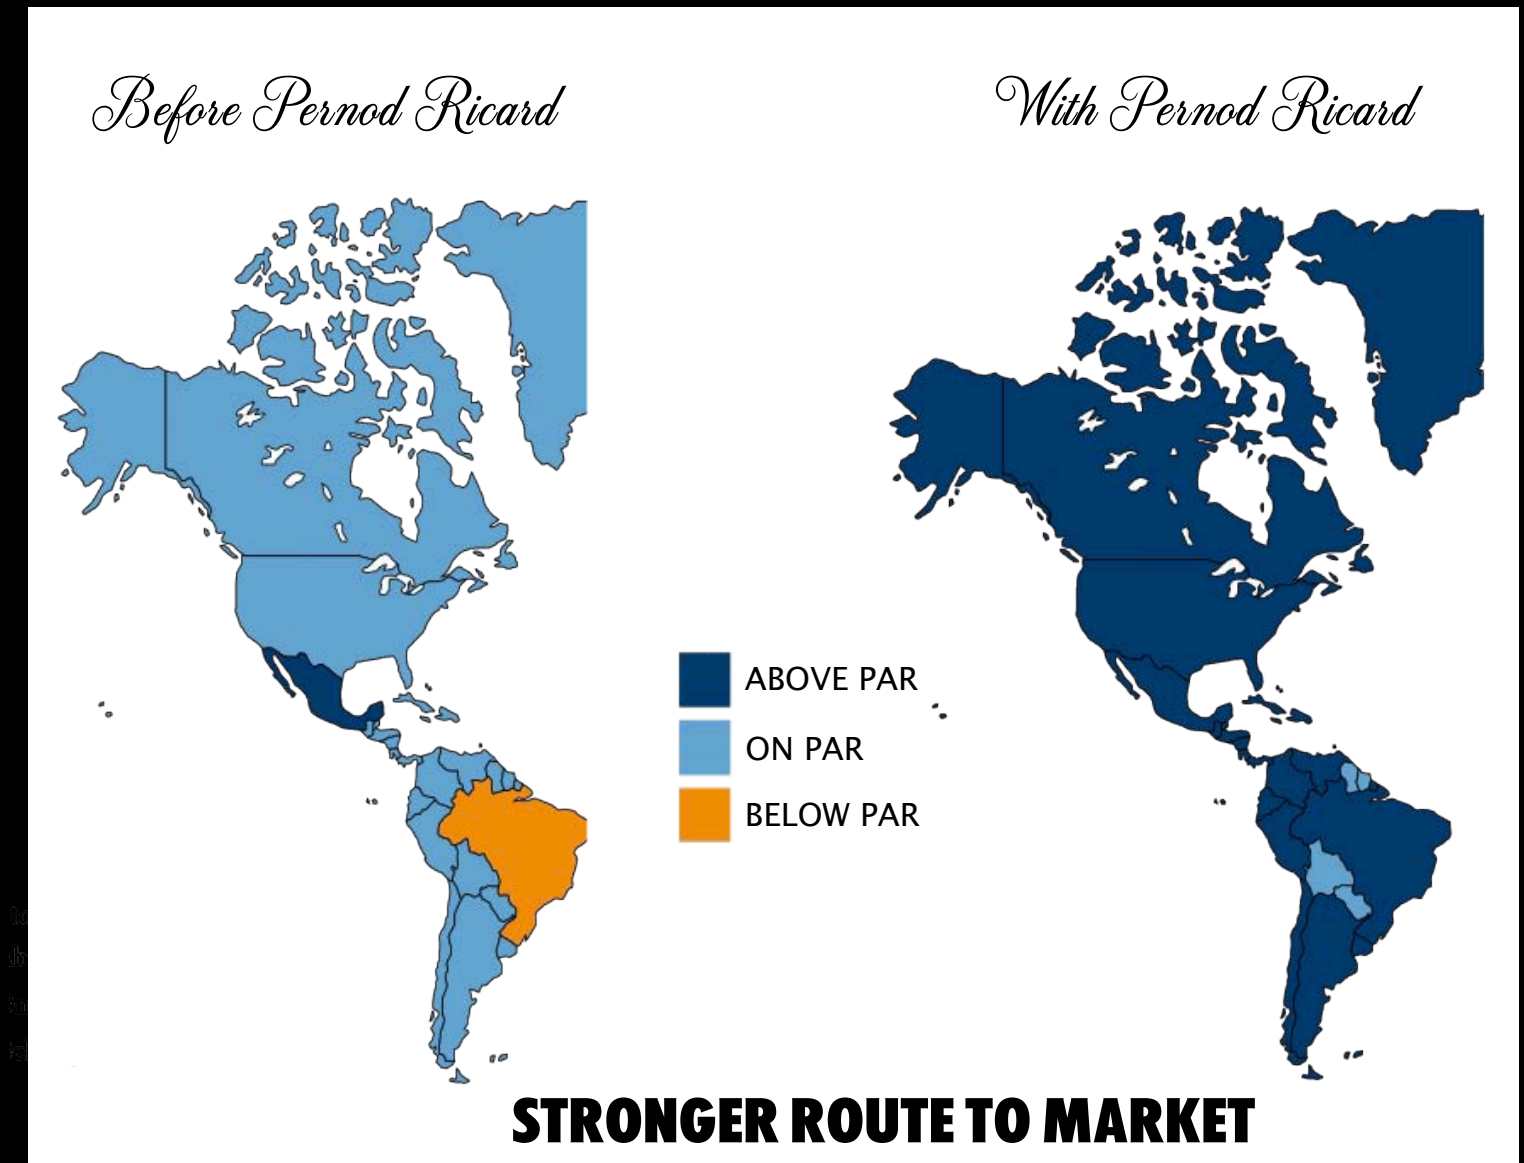 Before Pernod Ricard
With Pernod Ricard
ABOVE PAR
ON PAR
BELOW PAR
STRONGER ROUTE TO MARKET